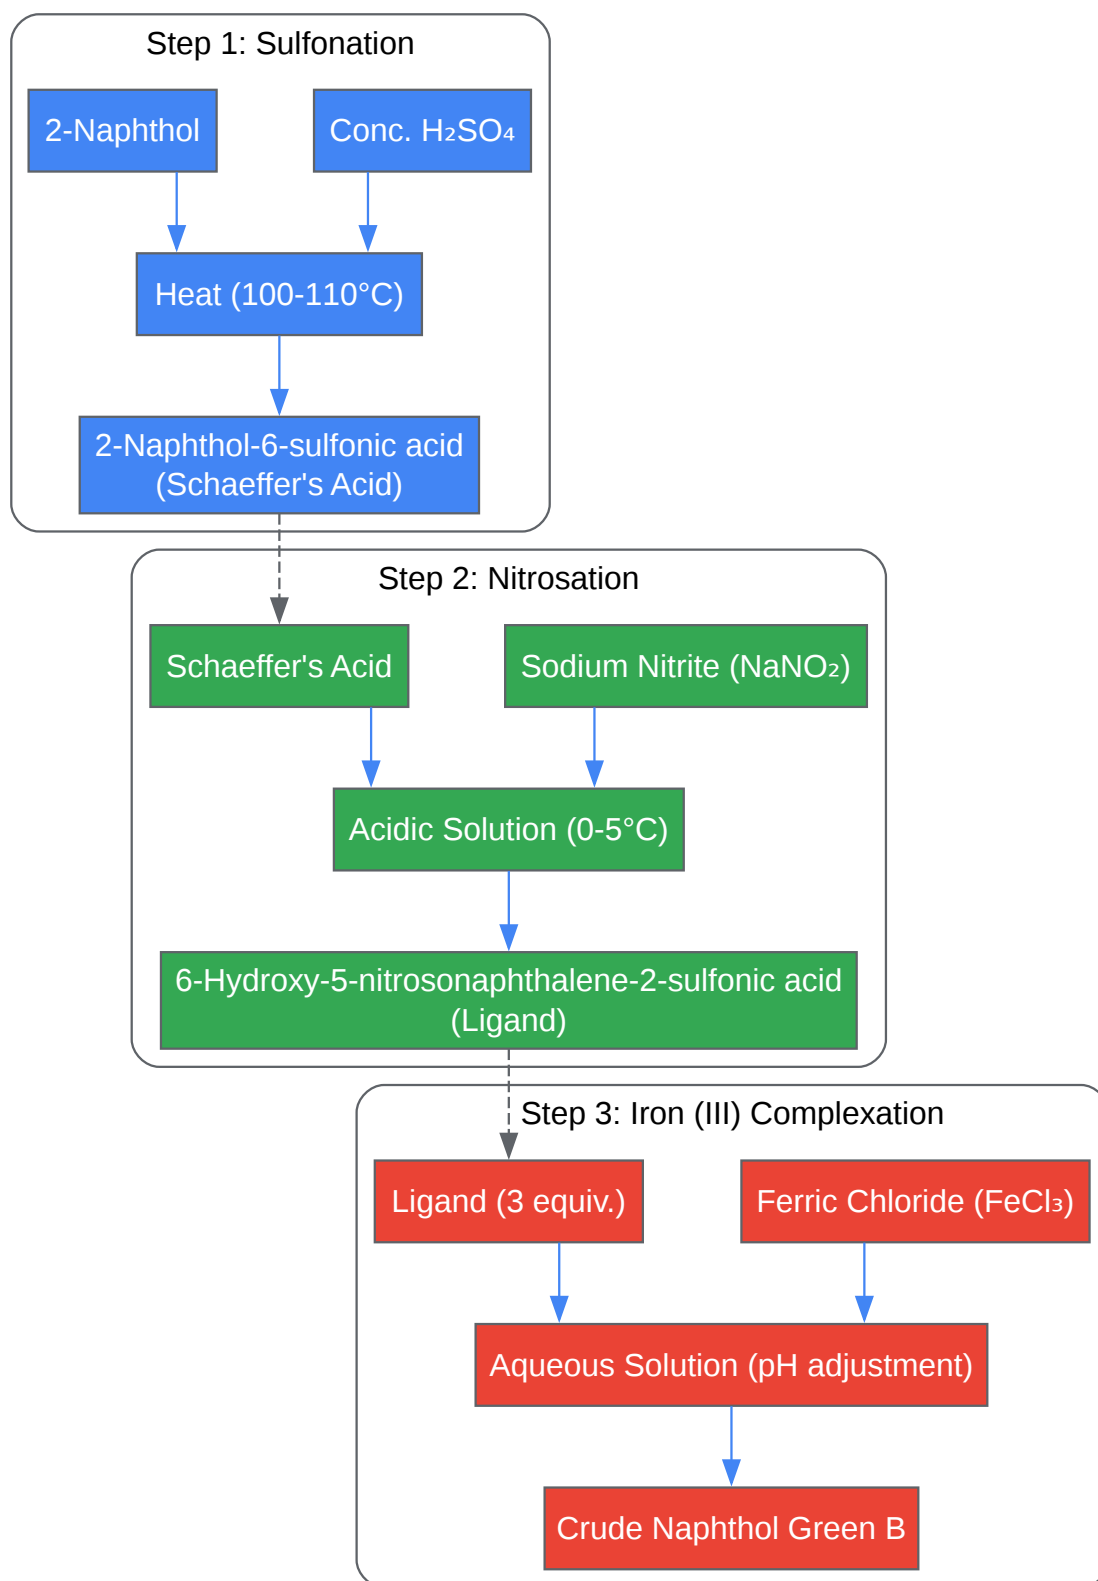 Step 1: Sulfonation
2-Naphthol
Conc. H₂SO₄
Heat (100-110°C)
2-Naphthol-6-sulfonic acid
(Schaeffer's Acid)
Step 2: Nitrosation
Schaeffer's Acid
Sodium Nitrite (NaNO₂)
Acidic Solution (0-5°C)
6-Hydroxy-5-nitrosonaphthalene-2-sulfonic acid
(Ligand)
Step 3: Iron (III) Complexation
Ligand (3 equiv.)
Ferric Chloride (FeCl₃)
Aqueous Solution (pH adjustment)
Crude Naphthol Green B